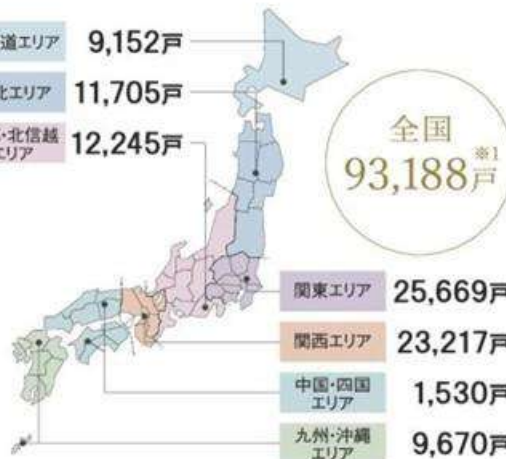 道エリア 9,152戸
北エリア 11,705戸
・北信越
エリア 12,245戸
全国
93,188戸※1
関東エリア 25,669戸
関西エリア 23,217戸
中国・四国
エリア 1,530戸
九州・沖縄
エリア 9,670戸